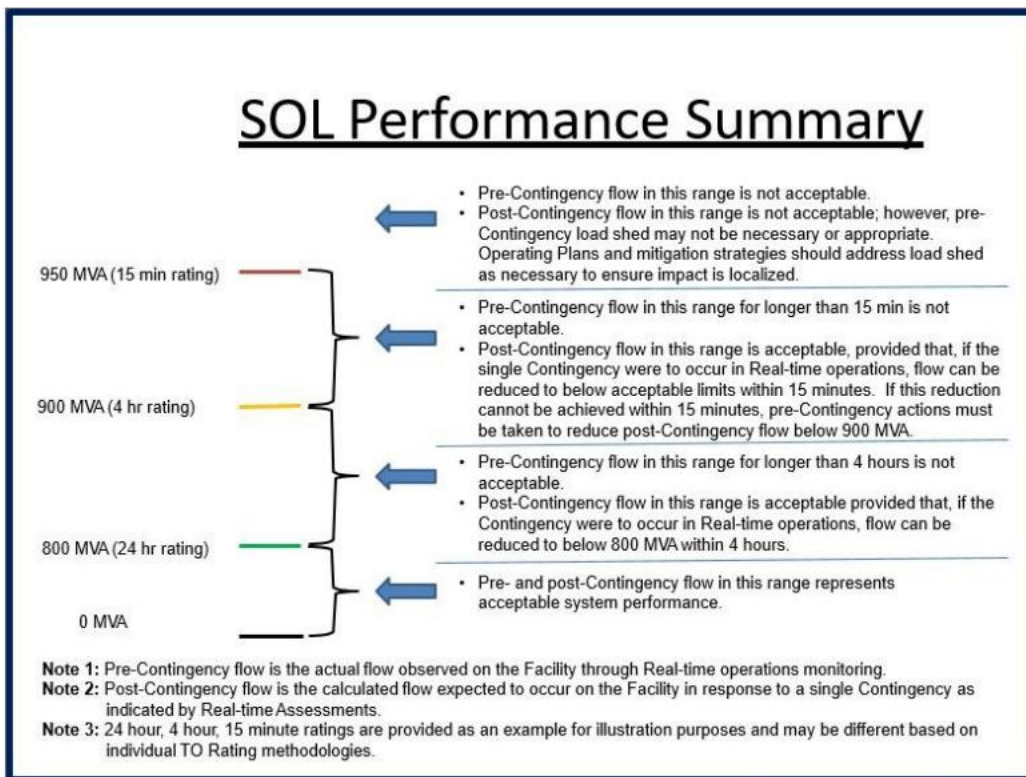 SOL Performance Summary
• Pre-Contingency flow in this range is not acceptable.
• Post-Contingency flow in this range is not acceptable; however, pre-
Contingency load shed may not be necessary or appropriate.
Operating Plans and mitigation strategies should address load shed
as necessary to ensure impact is localized.
950 MVA (15 min rating)
• Pre-Contingency flow in this range for longer than 15 min is not
acceptable.
• Post-Contingency flow in this range is acceptable, provided that, if the
single Contingency were to occur in Real-time operations, flow can be
reduced to below acceptable limits within 15 minutes. If this reduction
cannot be achieved within 15 minutes, pre-Contingency actions must
be taken to reduce post-Contingency flow below 900 MVA.
900 MVA (4 hr rating)
• Pre-Contingency flow in this range for longer than 4 hours is not
acceptable.
• Post-Contingency flow in this range is acceptable provided that, if the
Contingency were to occur in Real-time operations, flow can be
reduced to below 800 MVA within 4 hours.
800 MVA (24 hr rating)
• Pre- and post-Contingency flow in this range represents
acceptable system performance.
0 MVA
Note 1: Pre-Contingency flow is the actual flow observed on the Facility through Real-time operations monitoring.
Note 2: Post-Contingency flow is the calculated flow expected to occur on the Facility in response to a single Contingency as
indicated by Real-time Assessments.
Note 3: 24 hour, 4 hour, 15 minute ratings are provided as an example for illustration purposes and may be different based on
individual TO Rating methodologies.